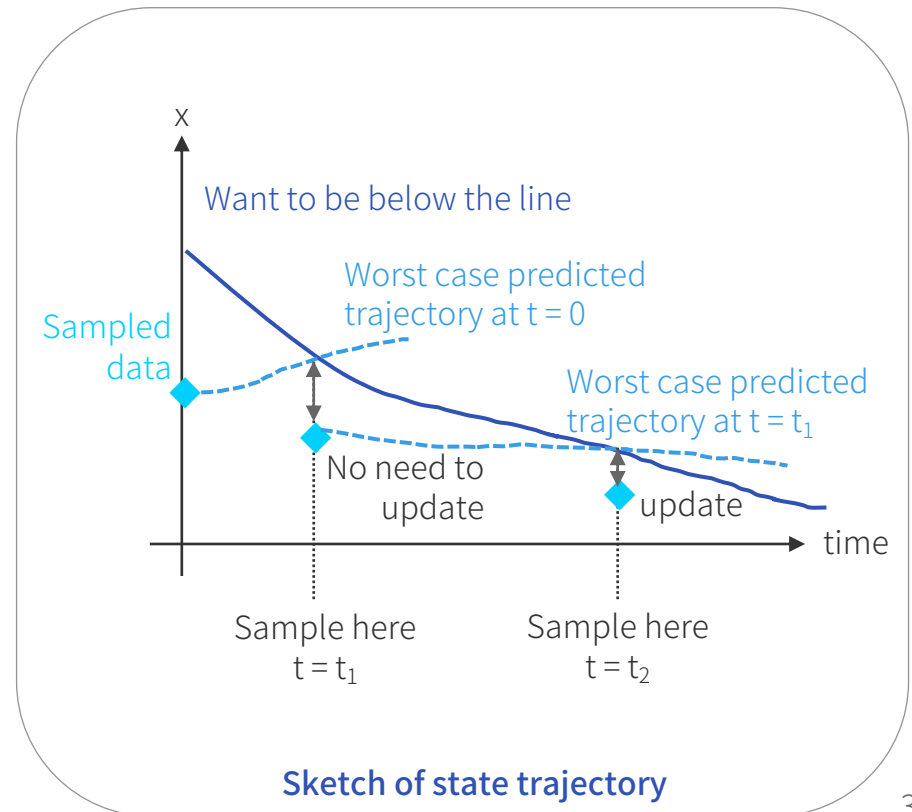 x
Want to be below the line
Worst case predicted
trajectory at t = 0
Sampled
data
Worst case predicted
trajectory at t = t₁
No need to
update
update
time
Sample here
t = t₁
Sample here
t = t₂
Sketch of state trajectory